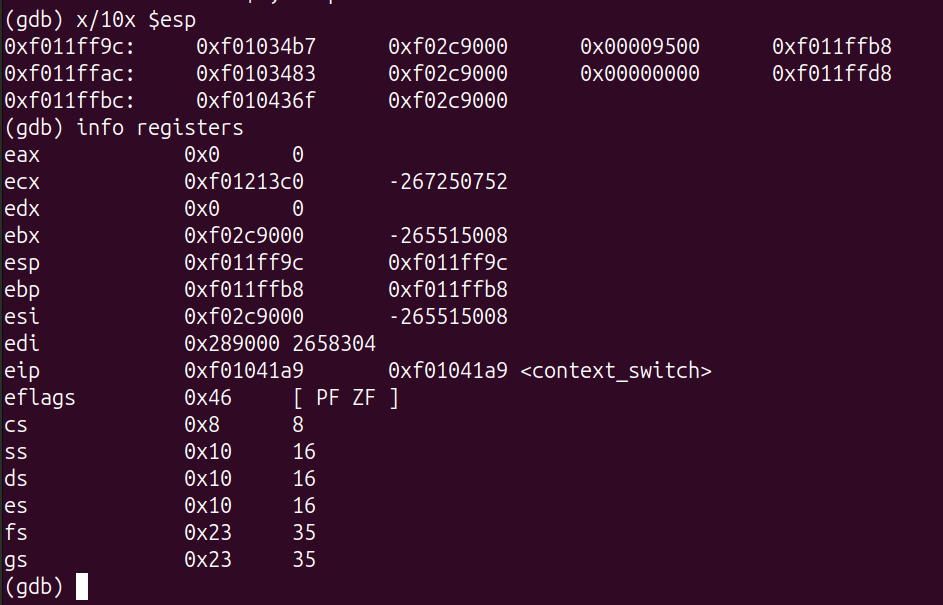 (gdb) x/10x $esp
0xf011ff9c: 0xf01034b7 0xf02c9000 0x00009500 0xf011ffb8
0xf011ffac: 0xf0103483 0xf02c9000 0x00000000 0xf011ffd8
0xf011ffbc: 0xf010436f 0xf02c9000
(gdb) info registers
eax 0x0 0
ecx 0xf01213c0 -267250752
edx 0x0 0
ebx 0xf02c9000 -265515008
esp 0xf011ff9c 0xf011ff9c
ebp 0xf011ffb8 0xf011ffb8
esi 0xf02c9000 -265515008
edi 0x289000 2658304
eip 0xf01041a9 0xf01041a9 <context_switch>
eflags 0x46 [ PF ZF ]
cs 0x8 8
ss 0x10 16
ds 0x10 16
es 0x10 16
fs 0x23 35
gs 0x23 35
(gdb)